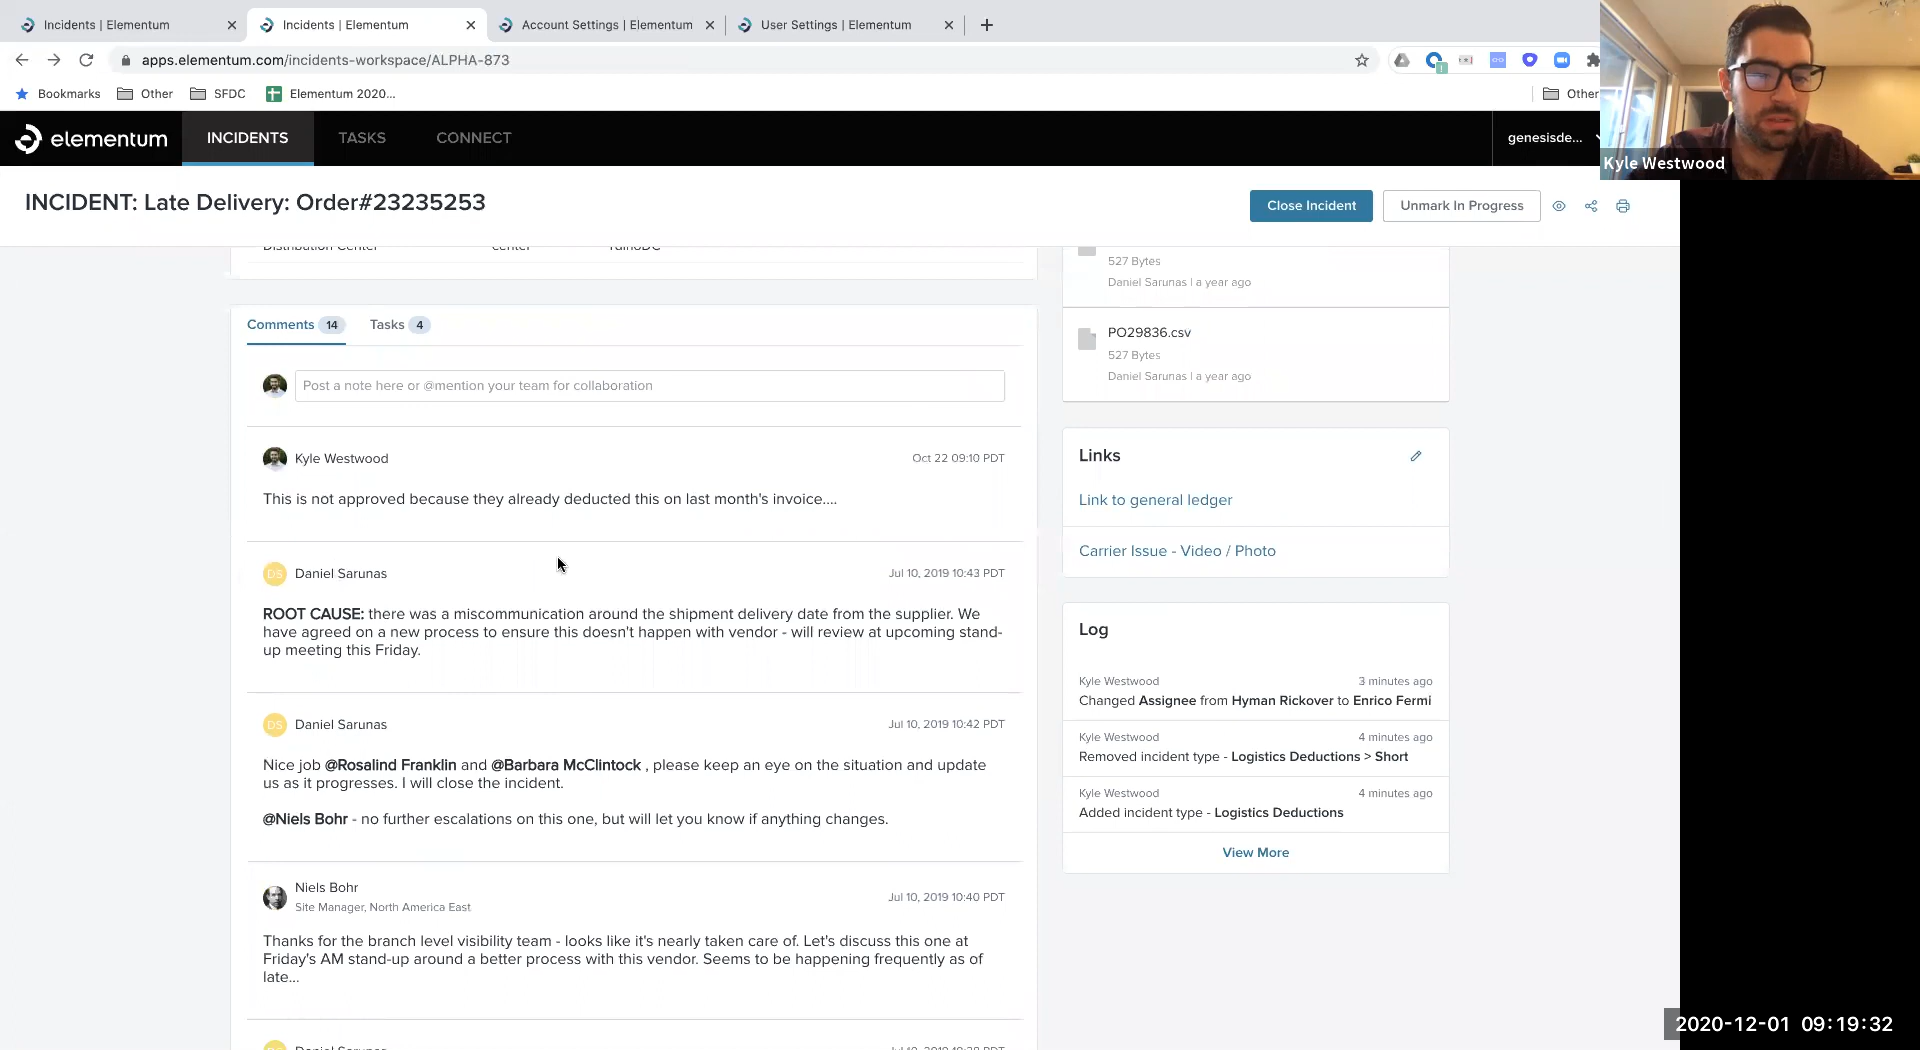 Incidents | Elementum
Incidents | Elementum
Account Settings | Elementum
User Settings | Elementum
apps.elementum.com/incidents-workspace/ALPHA-873
Bookmarks
Other
SFDC
Elementum 2020...
Other
elementum
INCIDENTS
TASKS
CONNECT
genesisde...
Kyle Westwood
INCIDENT: Late Delivery: Order#23235253
Close Incident
Unmark In Progress
Distribution Center
center
Comments 14
Tasks 4
Post a note here or @mention your team for collaboration
Kyle Westwood
Oct 22 09:10 PDT
This is not approved because they already deducted this on last month's invoice....
DS Daniel Sarunas
Jul 10, 2019 10:43 PDT
ROOT CAUSE: there was a miscommunication around the shipment delivery date from the supplier. We
have agreed on a new process to ensure this doesn't happen with vendor - will review at upcoming stand-
up meeting this Friday.
DS Daniel Sarunas
Jul 10, 2019 10:42 PDT
Nice job @Rosalind Franklin and @Barbara McClintock , please keep an eye on the situation and update
us as it progresses. I will close the incident.
@Niels Bohr - no further escalations on this one, but will let you know if anything changes.
Niels Bohr
Site Manager, North America East
Jul 10, 2019 10:40 PDT
Thanks for the branch level visibility team - looks like it's nearly taken care of. Let's discuss this one at
Friday's AM stand-up around a better process with this vendor. Seems to be happening frequently as of
late...
Daniel Sarunas
527 Bytes
Daniel Sarunas | a year ago
PO29836.csv
527 Bytes
Daniel Sarunas | a year ago
Links
Link to general ledger
Carrier Issue - Video / Photo
Log
Kyle Westwood
3 minutes ago
Changed Assignee from Hyman Rickover to Enrico Fermi
Kyle Westwood
4 minutes ago
Removed incident type - Logistics Deductions > Short
Kyle Westwood
4 minutes ago
Added incident type - Logistics Deductions
View More
2020-12-01 09:19:32